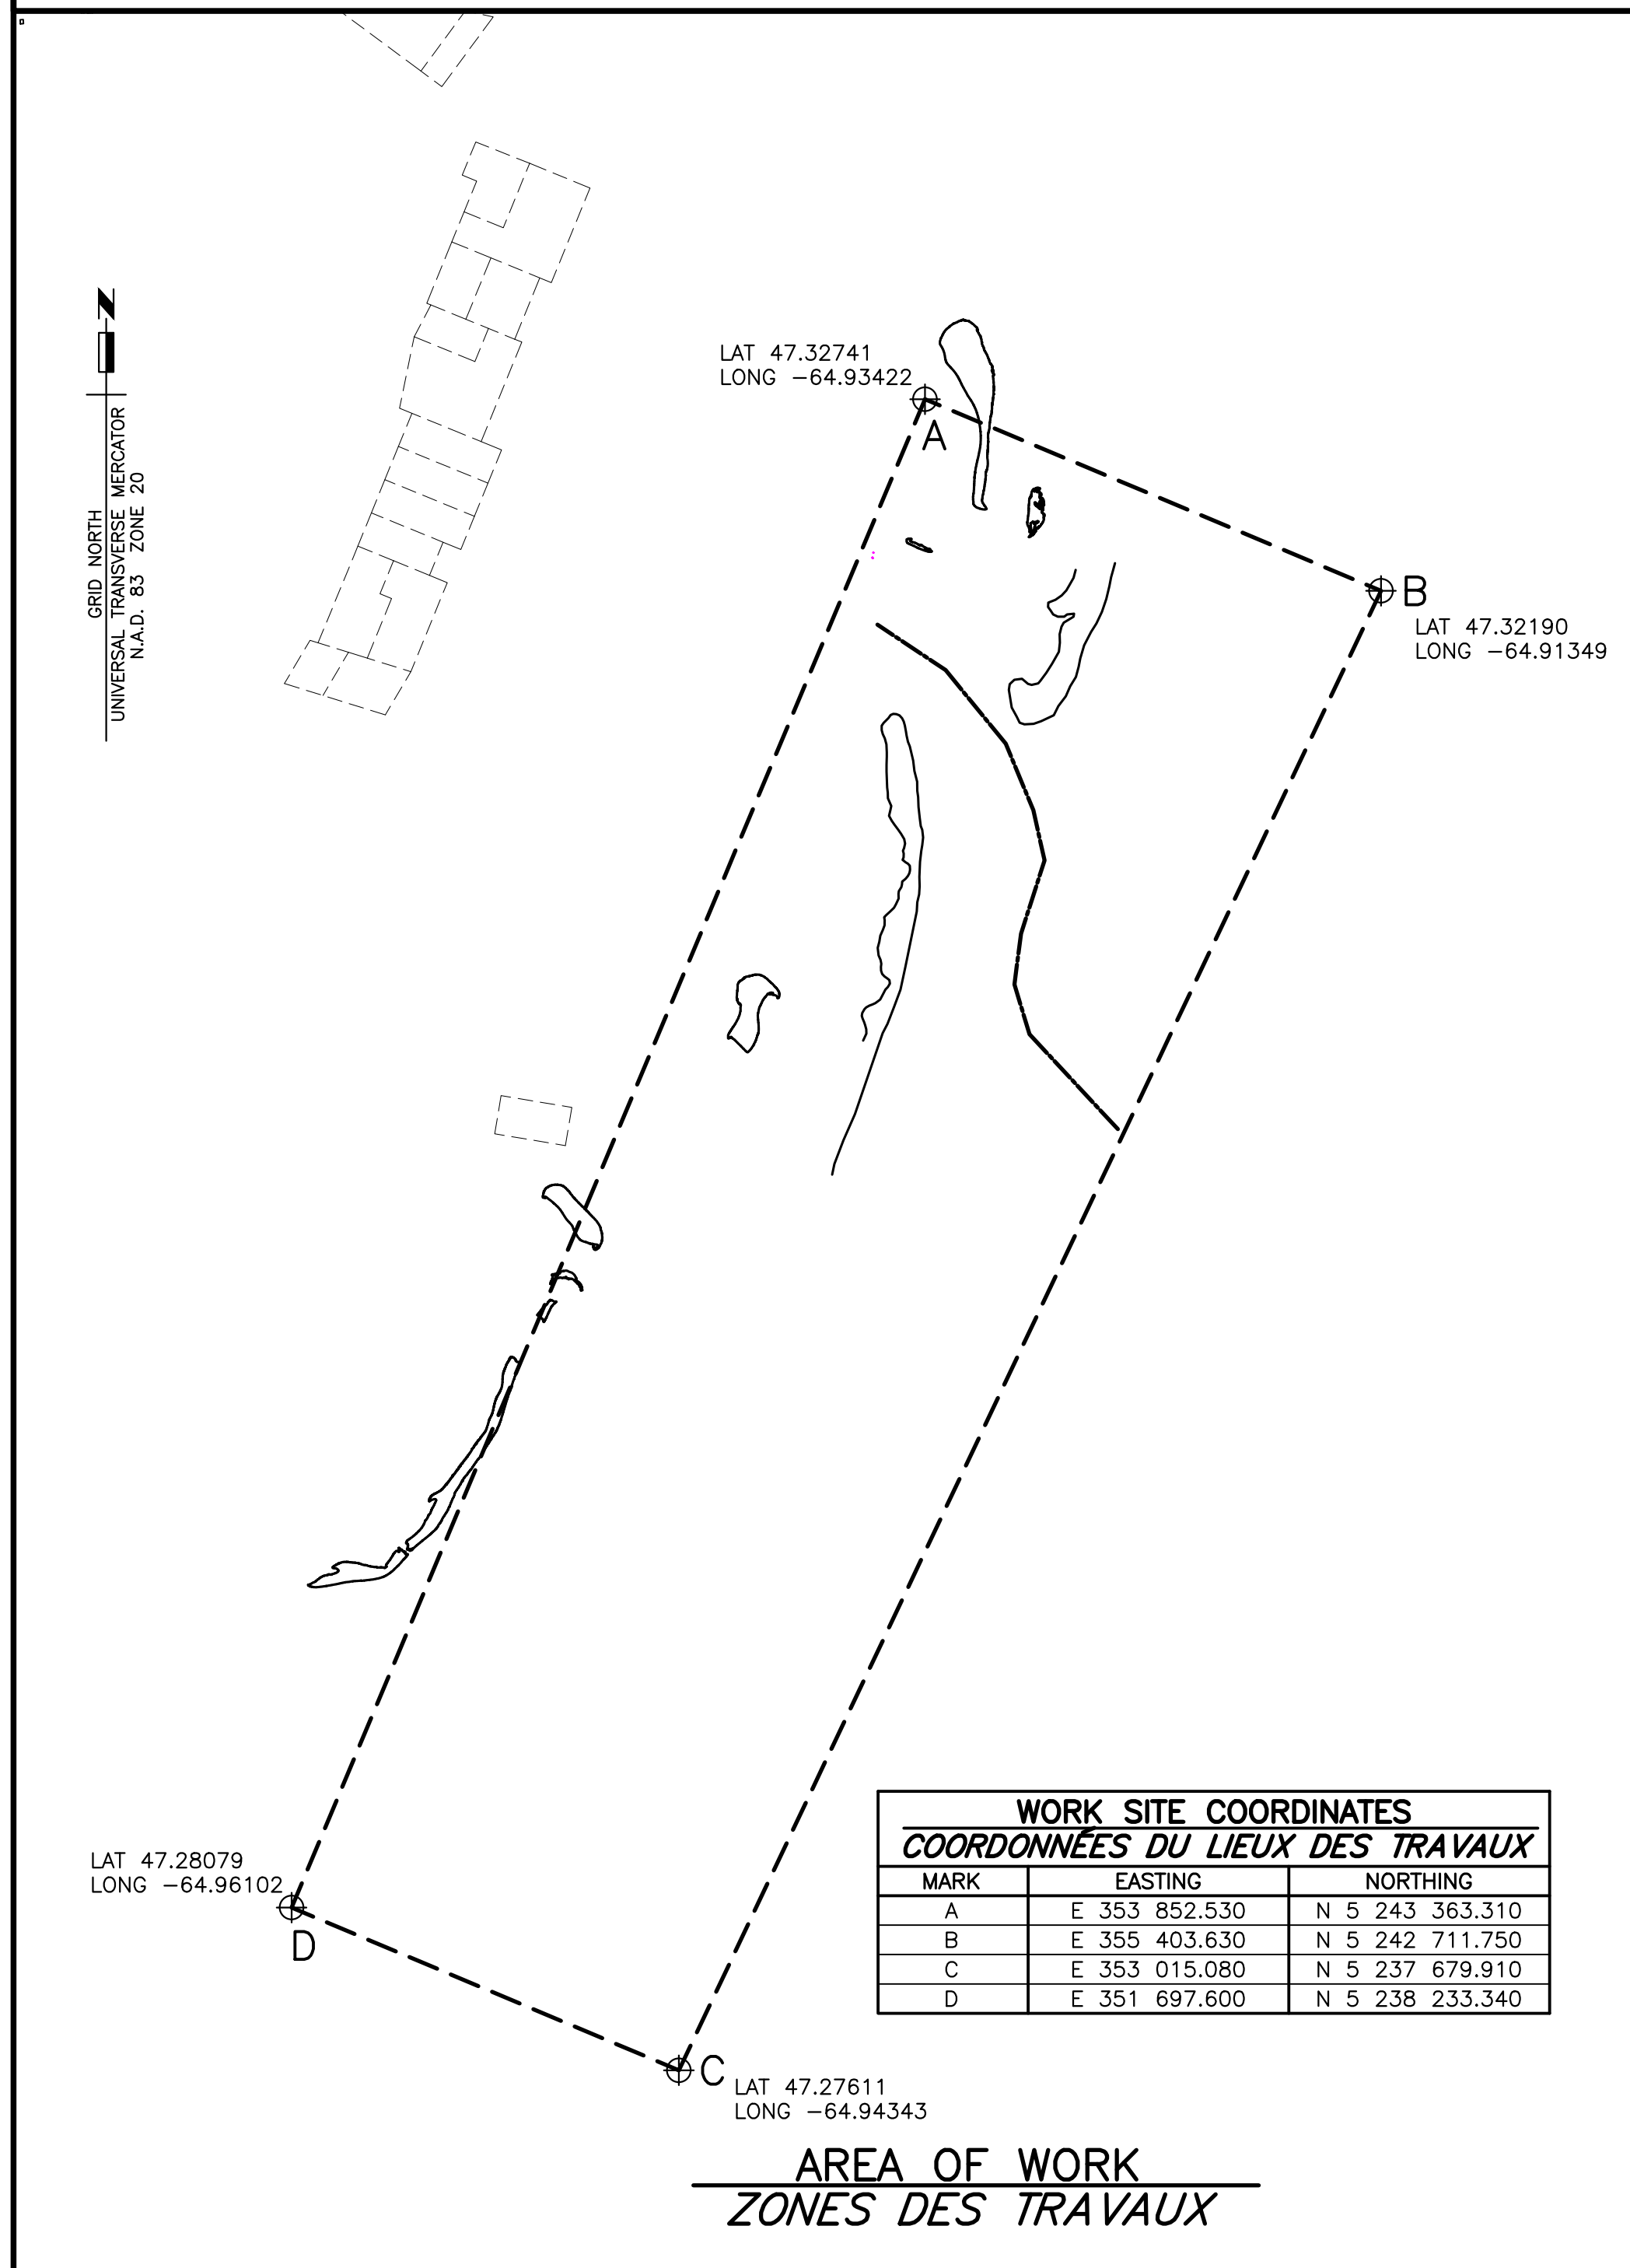 N
GRID NORTH
UNIVERSAL TRANSVERSE MERCATOR
N.A.D. 83 ZONE 20
LAT 47.32741
LONG -64.93422
A
B
LAT 47.32190
LONG -64.91349
LAT 47.28079
LONG -64.96102
D
C
LAT 47.27611
LONG -64.94343
WORK SITE COORDINATES
COORDONNÉES DU LIEUX DES TRAVAUX
MARK EASTING NORTHING
A E 353 852.530 N 5 243 363.310
B E 355 403.630 N 5 242 711.750
C E 353 015.080 N 5 237 679.910
D E 351 697.600 N 5 238 233.340
AREA OF WORK
ZONES DES TRAVAUX